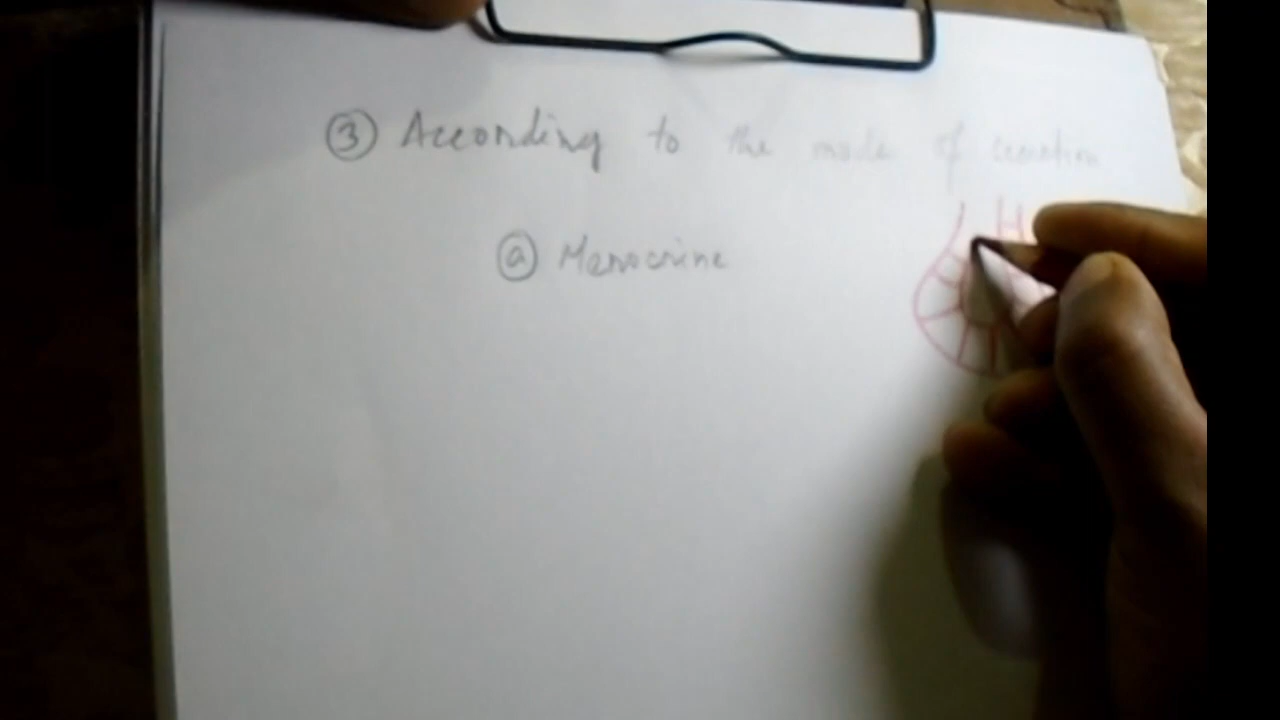 ③ According to the mode of secretion
ⓐ Merocrine